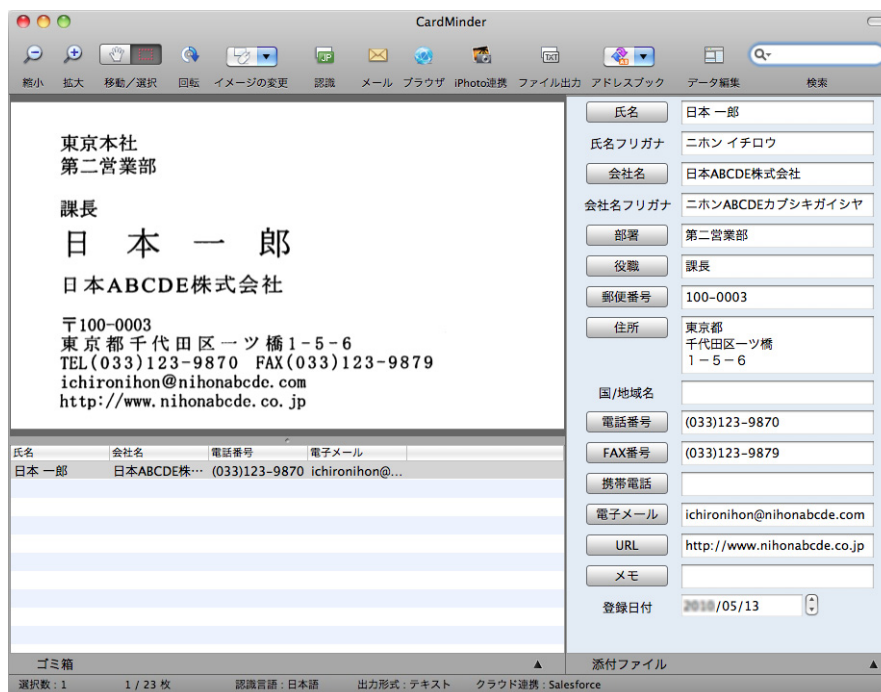 CardMinder
縮小 拡大 移動／選択 回転 イメージの変更 認識 メール ブラウザ iPhoto連携 ファイル出力 アドレスブック データ編集 検索
東京本社
第二営業部
課長
日 本 一 郎
日本ABCDE株式会社
〒100-0003
東京都千代田区一ツ橋1-5-6
TEL(033)123-9870 FAX(033)123-9879
ichironihon@nihonabcde.com
http://www.nihonabcde.co.jp
氏名 会社名 電話番号 電子メール
日本 一郎 日本ABCDE株… (033)123-9870 ichironihon@...
氏名 日本 一郎
氏名フリガナ ニホン イチロウ
会社名 日本ABCDE株式会社
会社名フリガナ ニホンABCDEカブシキガイシヤ
部署 第二営業部
役職 課長
郵便番号 100-0003
住所 東京都
千代田区一ツ橋
１－５－６
国/地域名
電話番号 (033)123-9870
FAX番号 (033)123-9879
携帯電話
電子メール ichironihon@nihonabcde.com
URL http://www.nihonabcde.co.jp
メモ
登録日付 /05/13
ゴミ箱 ▲ 添付ファイル ▲
選択数：1 1 / 23 枚 認識言語：日本語 出力形式：テキスト クラウド連携：Salesforce